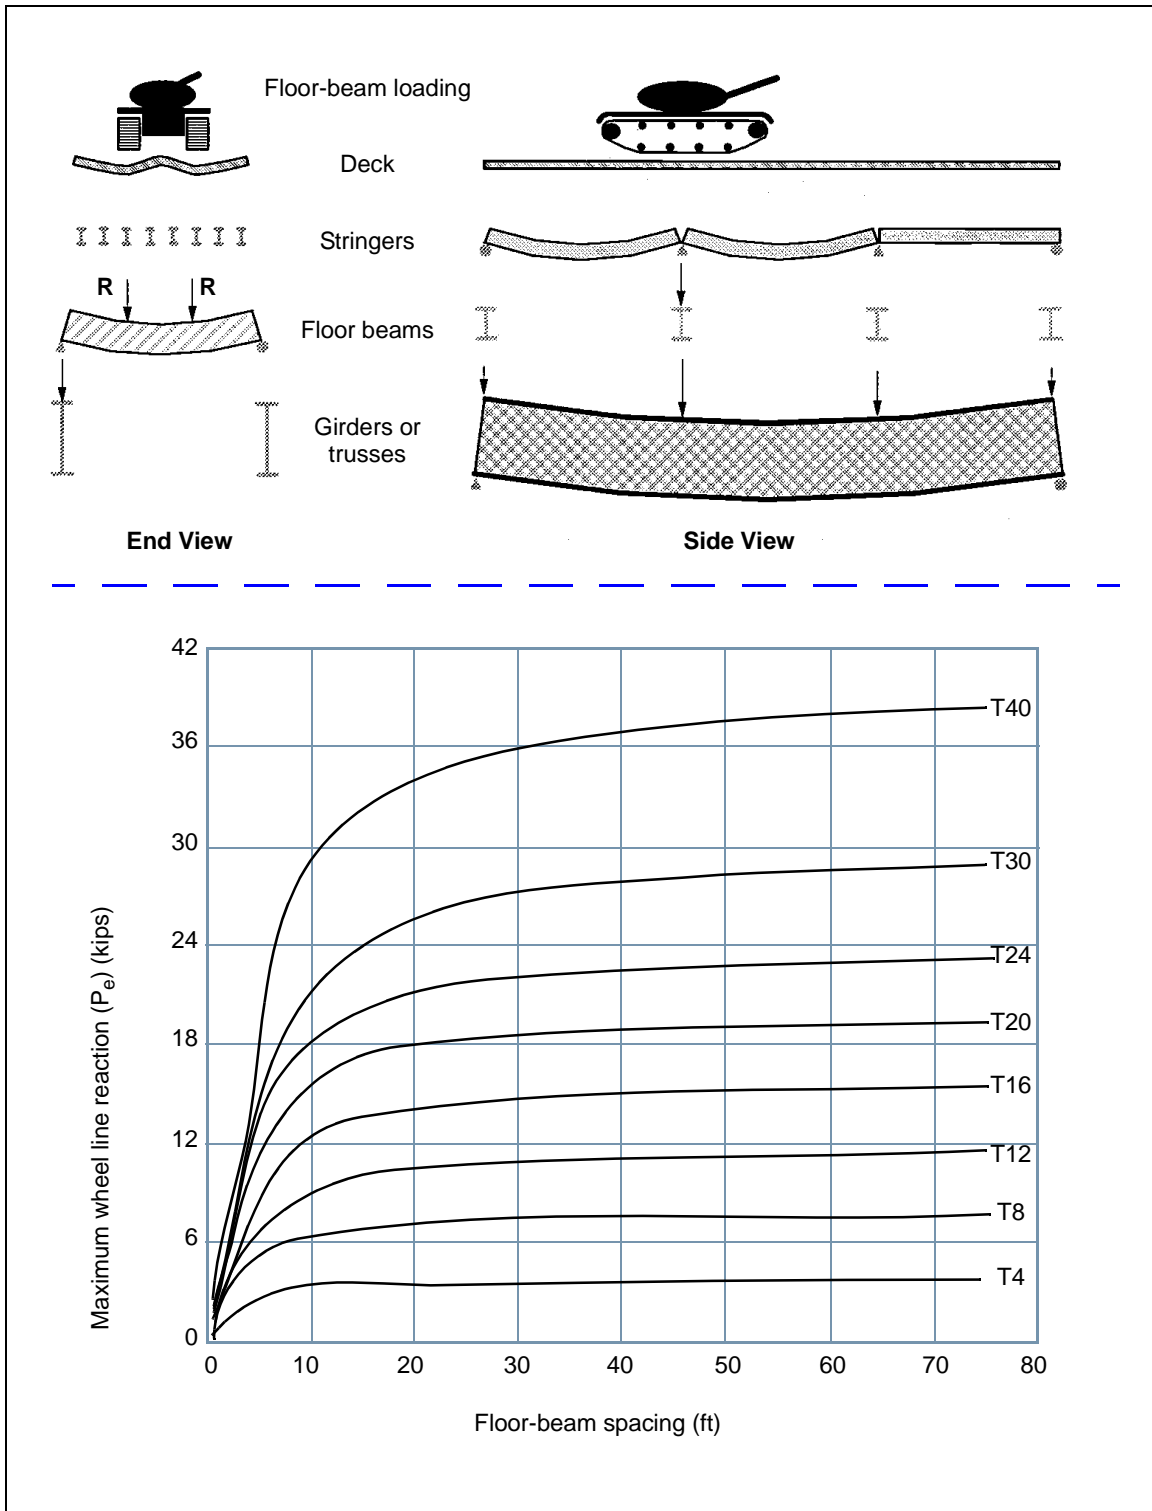 Floor-beam loading
Deck
Stringers
R R
Floor beams
Girders or
trusses
End View Side View
42
36
30
24
18
12
6
0
T40
T30
T24
T20
T16
T12
T8
T4
Maximum wheel line reaction (Pe) (kips)
0 10 20 30 40 50 60 70 80
Floor-beam spacing (ft)